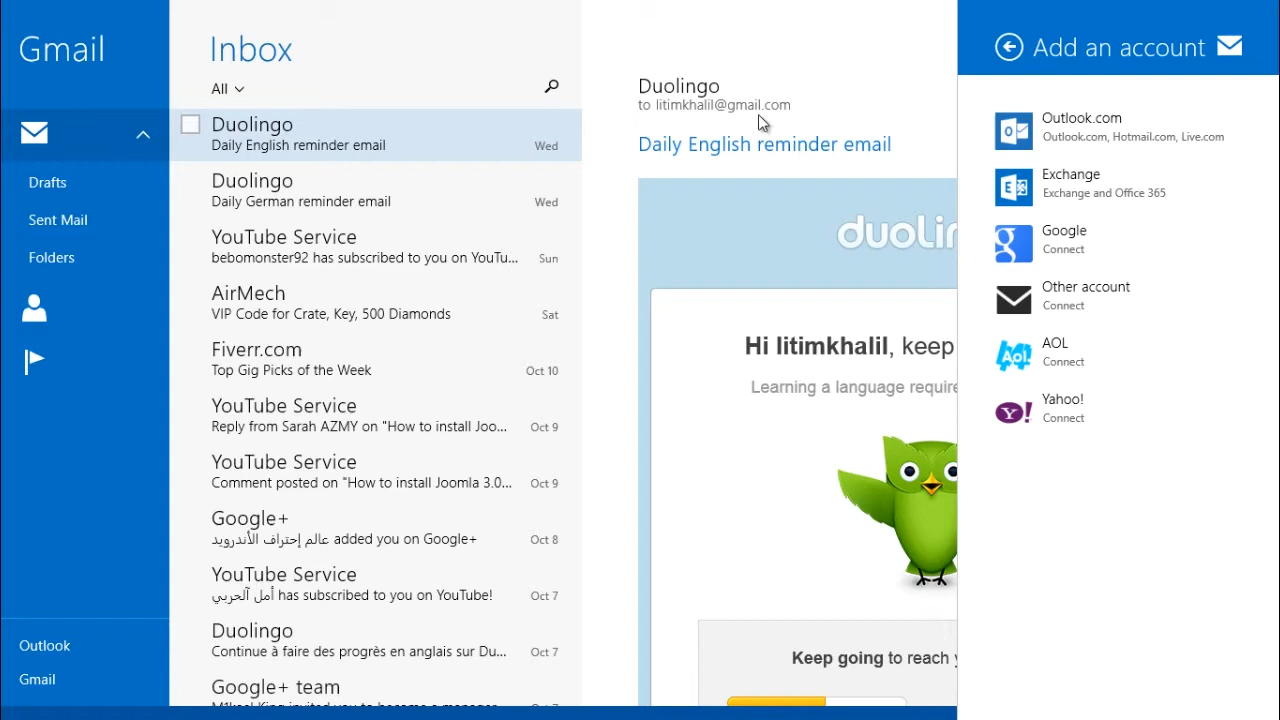 Gmail
Drafts
Sent Mail
Folders
Outlook
Gmail
Inbox
All
Duolingo
Daily English reminder email
Wed
Duolingo
Daily German reminder email
Wed
YouTube Service
bebomonster92 has subscribed to you on YouTu...
Sun
AirMech
VIP Code for Crate, Key, 500 Diamonds
Sat
Fiverr.com
Top Gig Picks of the Week
Oct 10
YouTube Service
Reply from Sarah AZMY on "How to install Joo...
Oct 9
YouTube Service
Comment posted on "How to install Joomla 3.0...
Oct 9
Google+
عالم إحتراف الأندرويد added you on Google+
Oct 8
YouTube Service
أمل الحربي has subscribed to you on YouTube!
Oct 7
Duolingo
Continue à faire des progrès en anglais sur Du...
Oct 7
Google+ team
Duolingo
to litimkhalil@gmail.com
Daily English reminder email
duoLin
Hi litimkhalil, keep
Learning a language require
Keep going to reach y
Add an account
Outlook.com
Outlook.com, Hotmail.com, Live.com
Exchange
Exchange and Office 365
Google
Connect
Other account
Connect
Aol.
AOL
Connect
Y!
Yahoo!
Connect